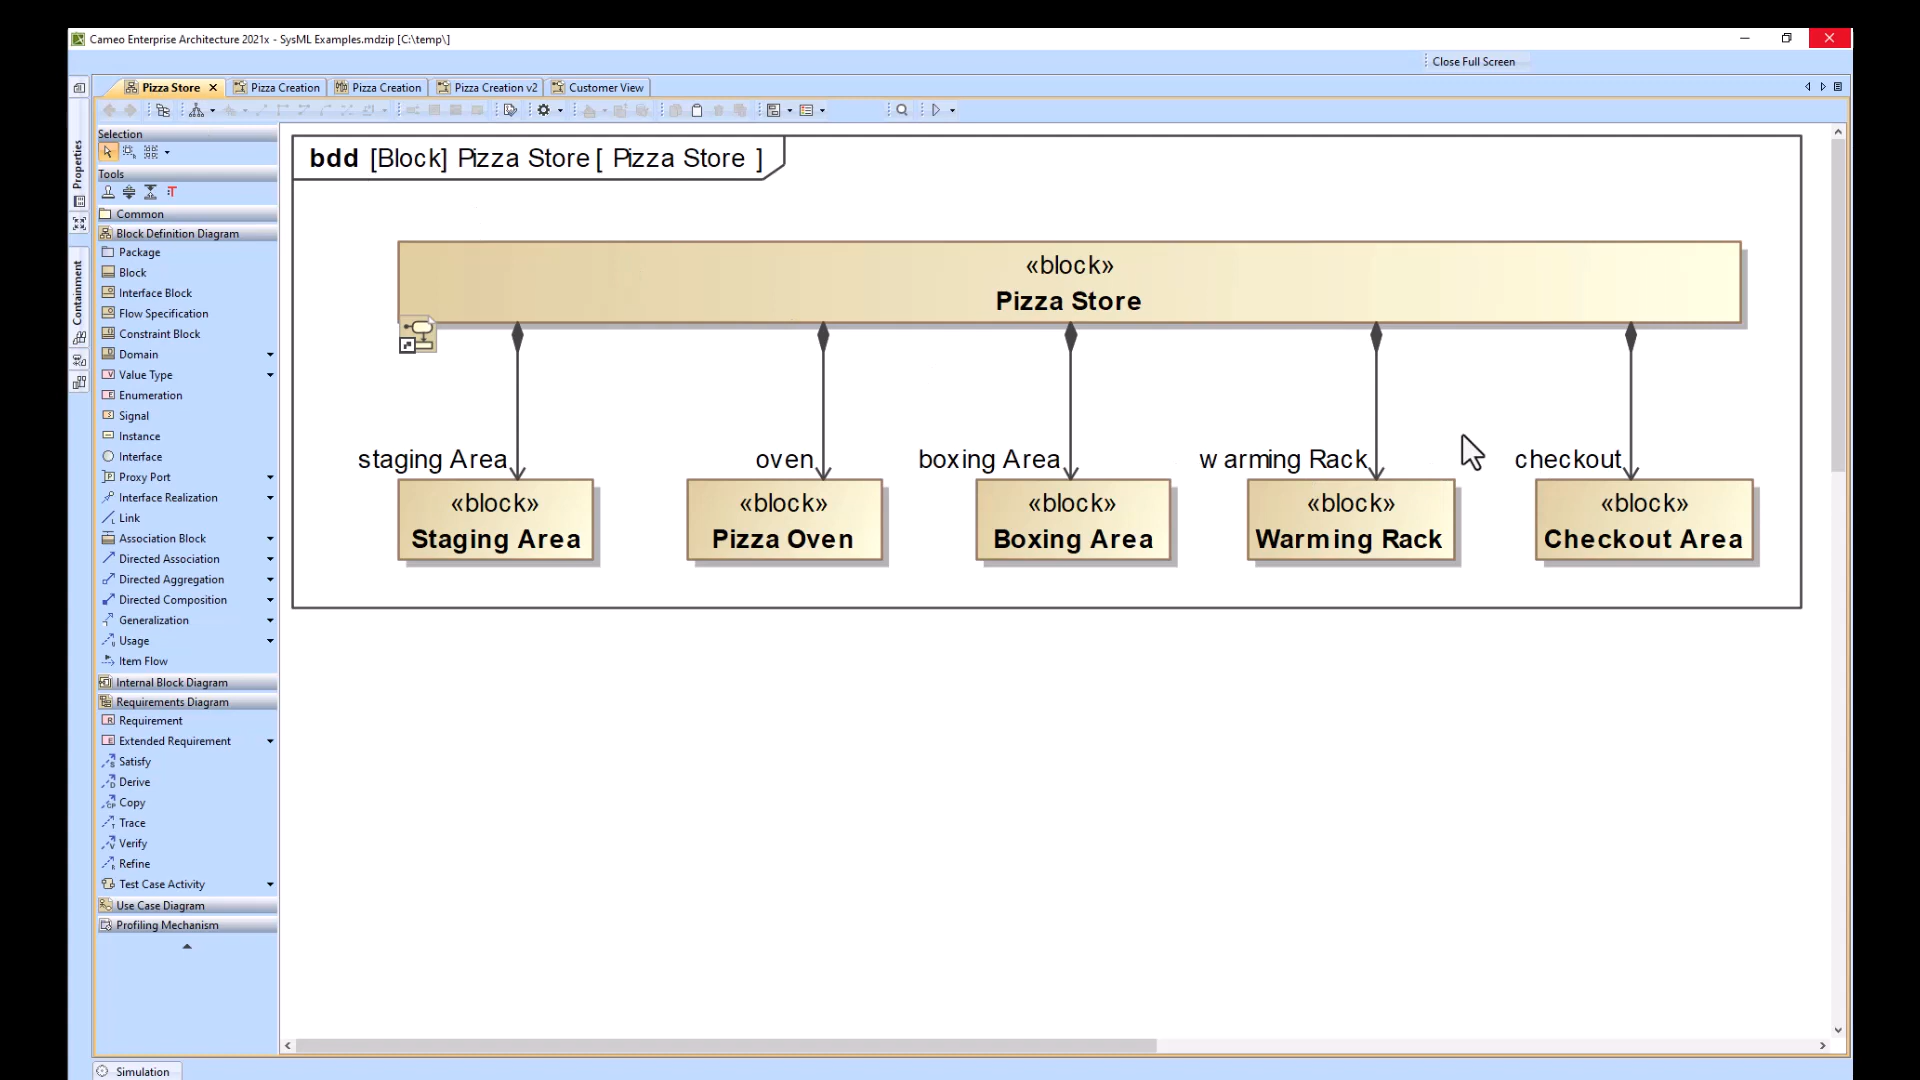 Cameo Enterprise Architecture 2021x - SysML Examples.mdzip [C:\temp\]
Close Full Screen
Pizza Store
Pizza Creation
Pizza Creation
Pizza Creation v2
Customer View
Properties
Containment
Selection
Tools
Common
Block Definition Diagram
Package
Block
Interface Block
Flow Specification
Constraint Block
Domain
Value Type
Enumeration
Signal
Instance
Interface
Proxy Port
Interface Realization
Link
Association Block
Directed Association
Directed Aggregation
Directed Composition
Generalization
Usage
Item Flow
Internal Block Diagram
Requirements Diagram
Requirement
Extended Requirement
Satisfy
Derive
Copy
Trace
Verify
Refine
Test Case Activity
Use Case Diagram
Profiling Mechanism
bdd [Block] Pizza Store [ Pizza Store ]
«block»
Pizza Store
staging Area
oven
boxing Area
w arming Rack
checkout
«block»
Staging Area
«block»
Pizza Oven
«block»
Boxing Area
«block»
Warming Rack
«block»
Checkout Area
Simulation